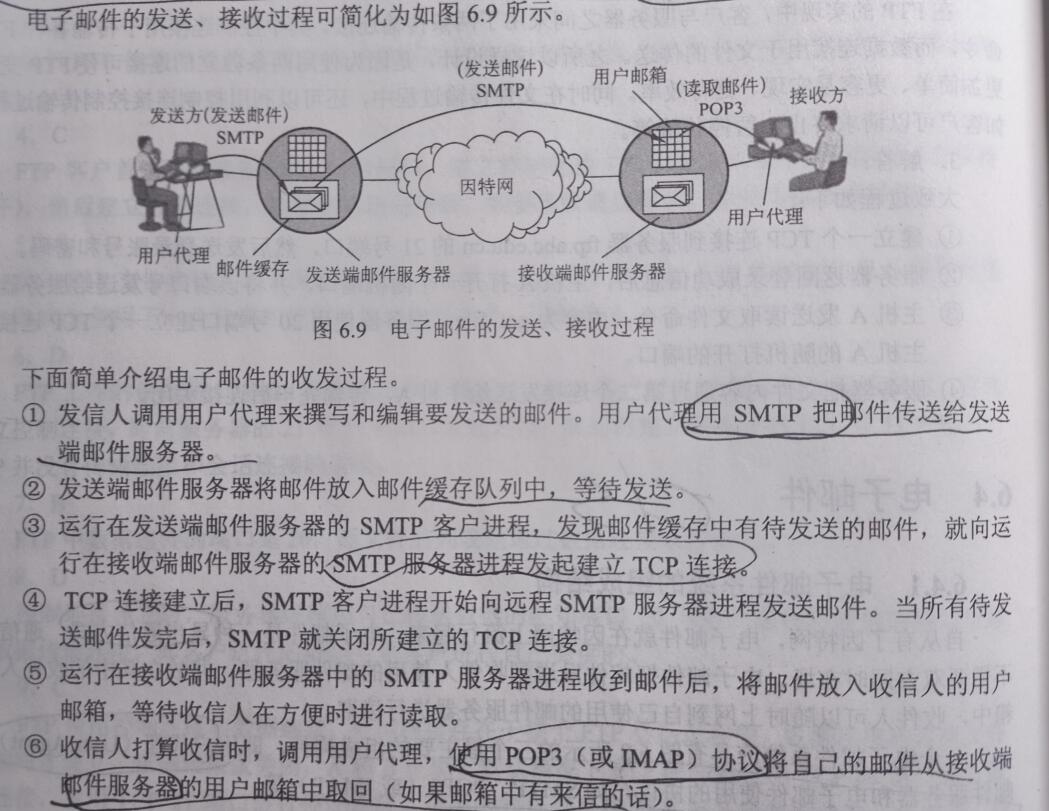 电子邮件的发送、接收过程可简化为如图 6.9 所示。
(发送邮件)
SMTP
用户邮箱
(读取邮件)
POP3
接收方
发送方(发送邮件)
SMTP
因特网
用户代理
用户代理
邮件缓存
发送端邮件服务器
接收端邮件服务器
图 6.9 电子邮件的发送、接收过程
下面简单介绍电子邮件的收发过程。
① 发信人调用用户代理来撰写和编辑要发送的邮件。用户代理用 SMTP 把邮件传送给发送
端邮件服务器。
② 发送端邮件服务器将邮件放入邮件缓存队列中，等待发送。
③ 运行在发送端邮件服务器的 SMTP 客户进程，发现邮件缓存中有待发送的邮件，就向运
行在接收端邮件服务器的 SMTP 服务器进程发起建立 TCP 连接。
④ TCP 连接建立后，SMTP 客户进程开始向远程 SMTP 服务器进程发送邮件。当所有待发
送邮件发完后，SMTP 就关闭所建立的 TCP 连接。
⑤ 运行在接收端邮件服务器中的 SMTP 服务器进程收到邮件后，将邮件放入收信人的用户
邮箱，等待收信人在方便时进行读取。
⑥ 收信人打算收信时，调用用户代理，使用 POP3（或 IMAP）协议将自己的邮件从接收端
邮件服务器的用户邮箱中取回（如果邮箱中有来信的话）。